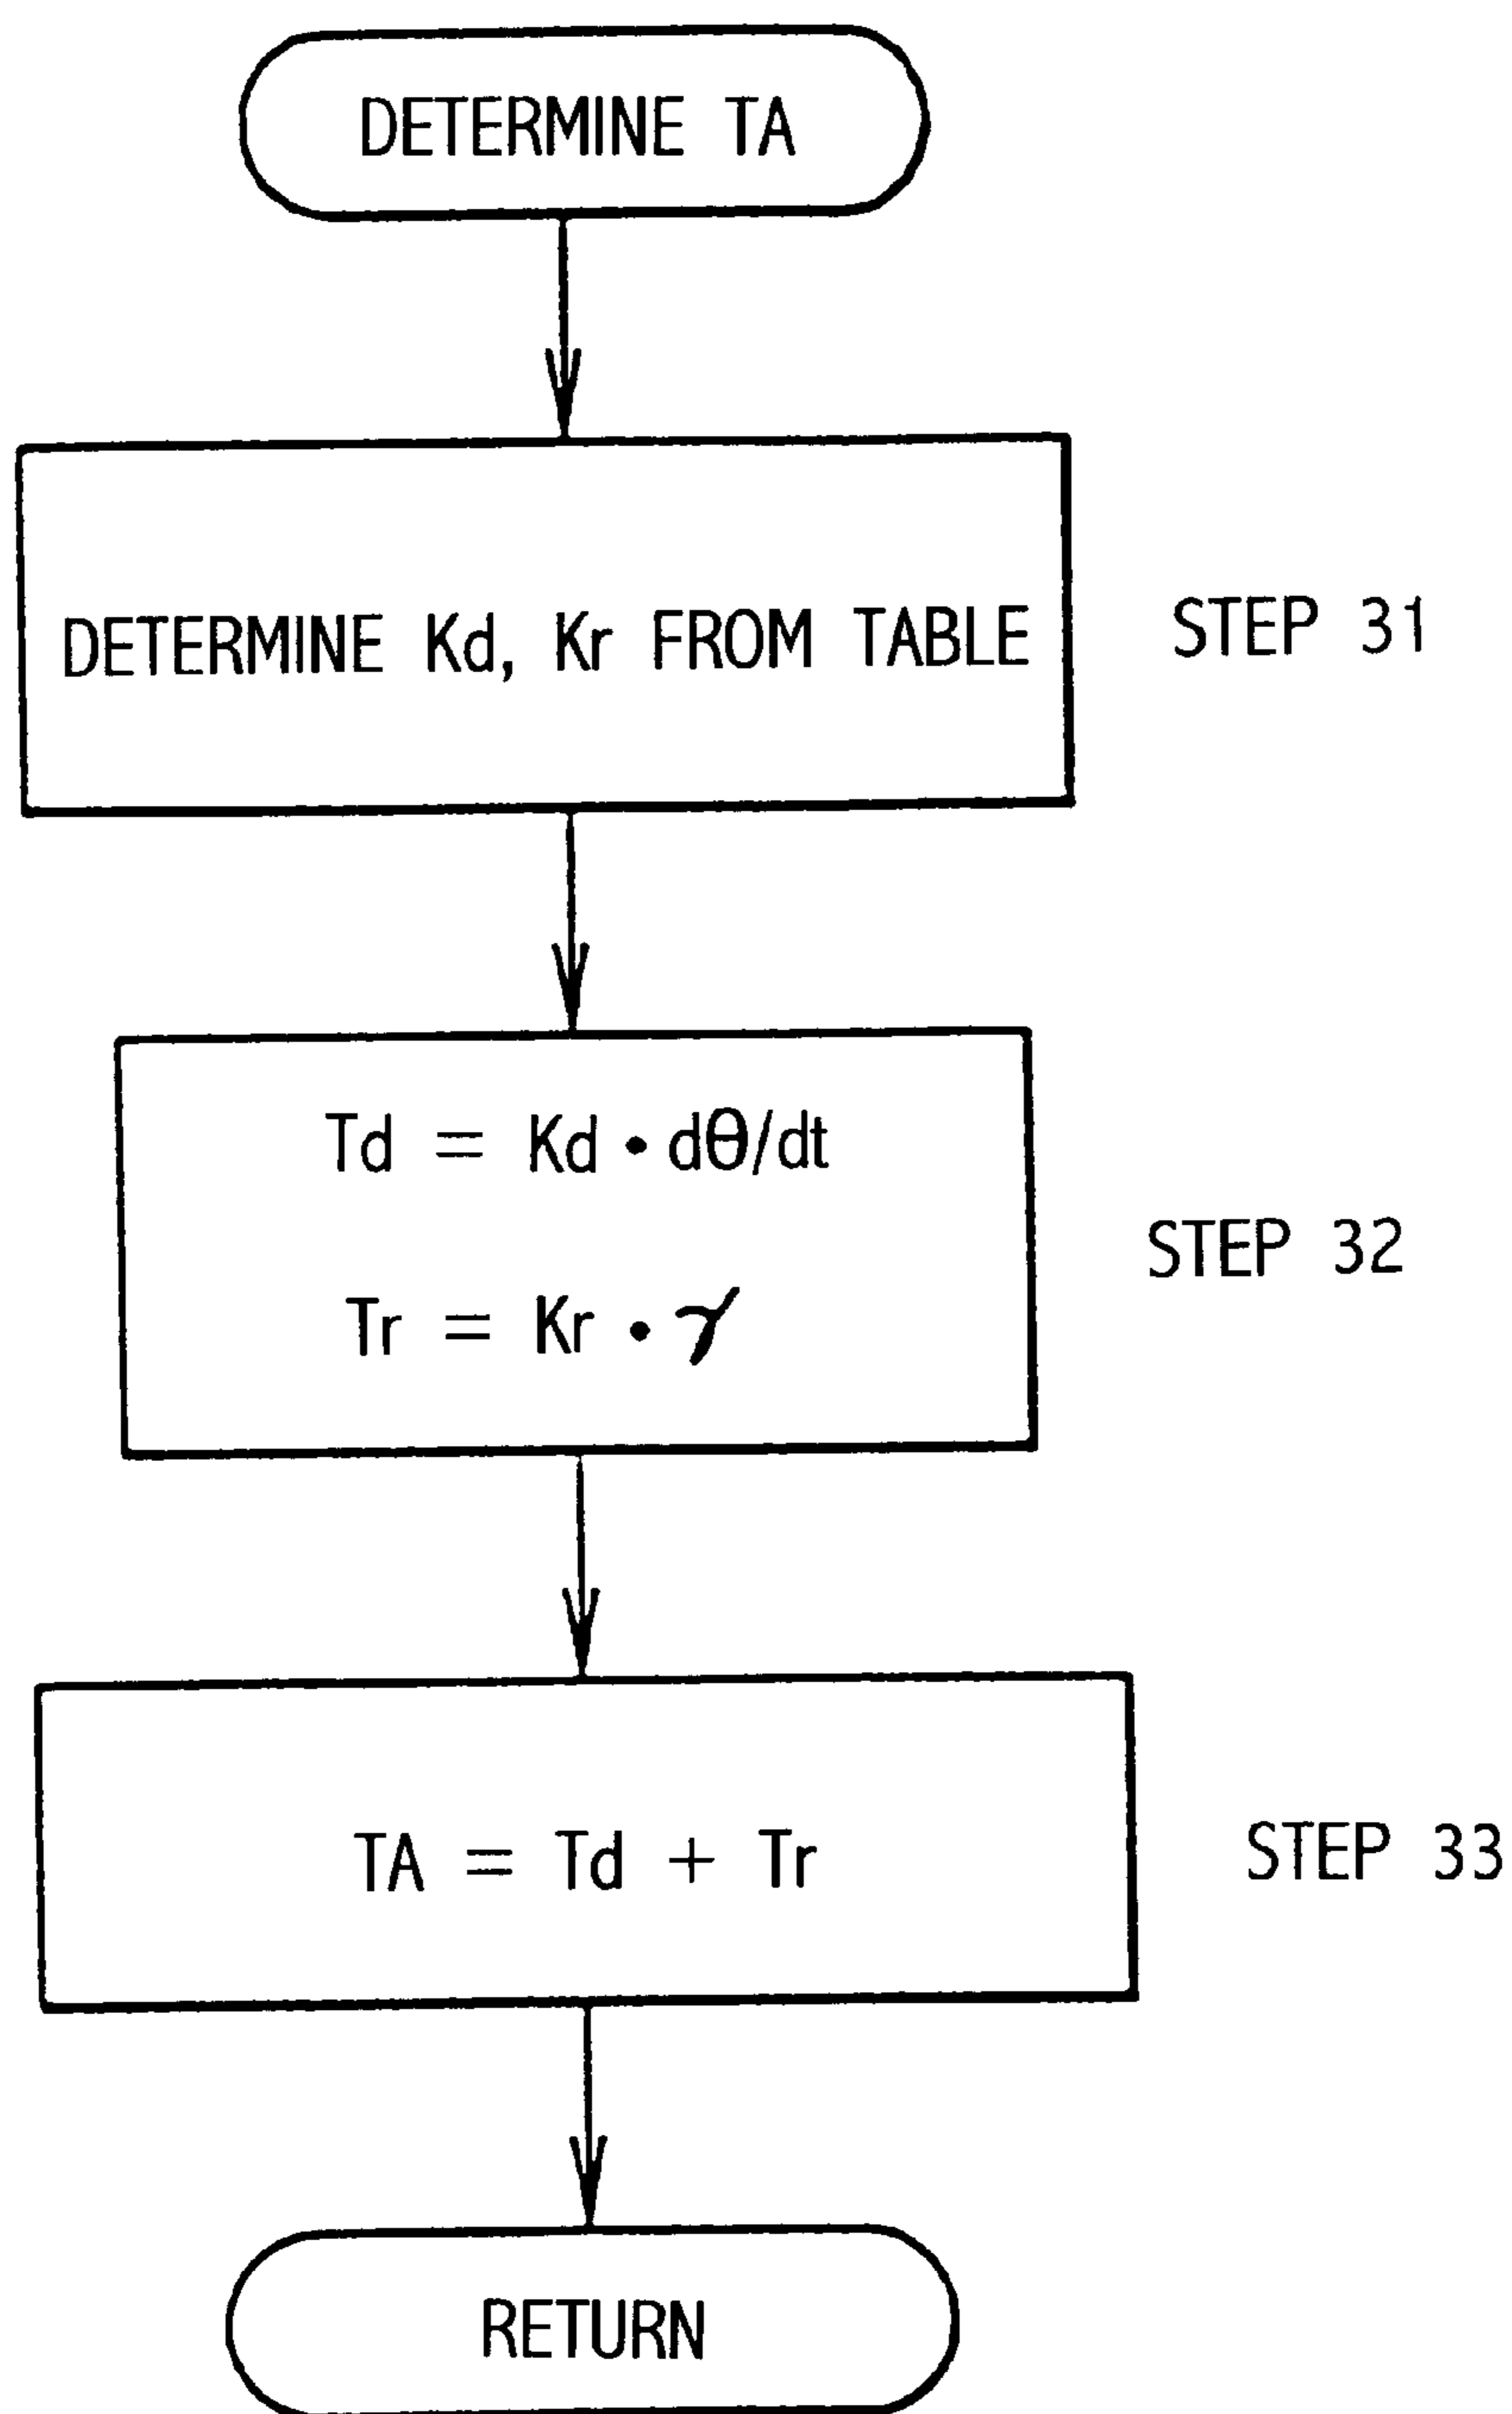 DETERMINE TA
DETERMINE Kd, Kr FROM TABLE
STEP 31
Td = Kd • dθ/dt
Tr = Kr • γ
STEP 32
TA = Td + Tr
STEP 33
RETURN